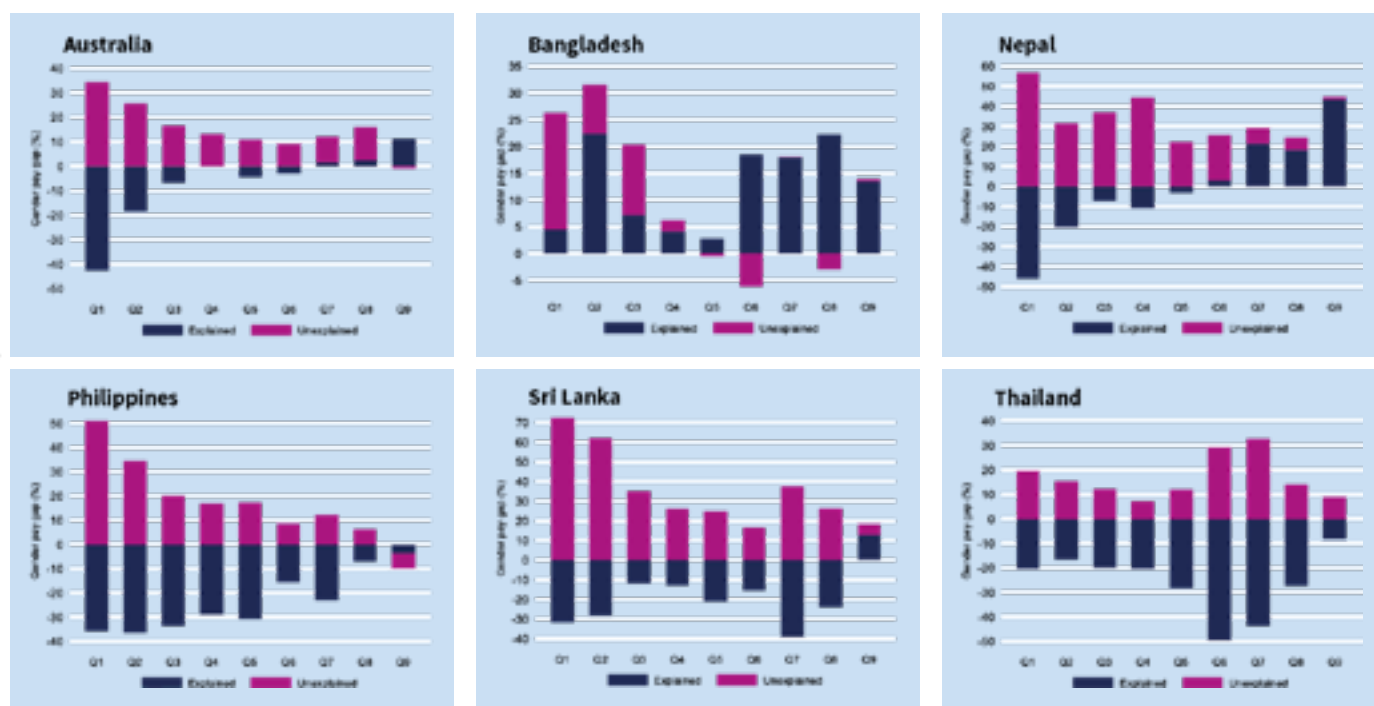 Australia
Gender pay gap (%)
40
30
20
10
0
-10
-20
-30
-40
-50
Q1 Q2 Q3 Q4 Q5 Q6 Q7 Q8 Q9
Explained Unexplained
Bangladesh
Gender pay gap (%)
35
30
25
20
15
10
5
0
-5
Q1 Q2 Q3 Q4 Q5 Q6 Q7 Q8 Q9
Explained Unexplained
Nepal
Gender pay gap (%)
60
50
40
30
20
10
0
-10
-20
-30
-40
-50
Q1 Q2 Q3 Q4 Q5 Q6 Q7 Q8 Q9
Explained Unexplained
Philippines
Gender pay gap (%)
50
40
30
20
10
0
-10
-20
-30
-40
Q1 Q2 Q3 Q4 Q5 Q6 Q7 Q8 Q9
Explained Unexplained
Sri Lanka
Gender pay gap (%)
70
60
50
40
30
20
10
0
-10
-20
-30
-40
Q1 Q2 Q3 Q4 Q5 Q6 Q7 Q8 Q9
Explained Unexplained
Thailand
Gender pay gap (%)
40
30
20
10
0
-10
-20
-30
-40
-50
Q1 Q2 Q3 Q4 Q5 Q6 Q7 Q8 Q9
Explained Unexplained